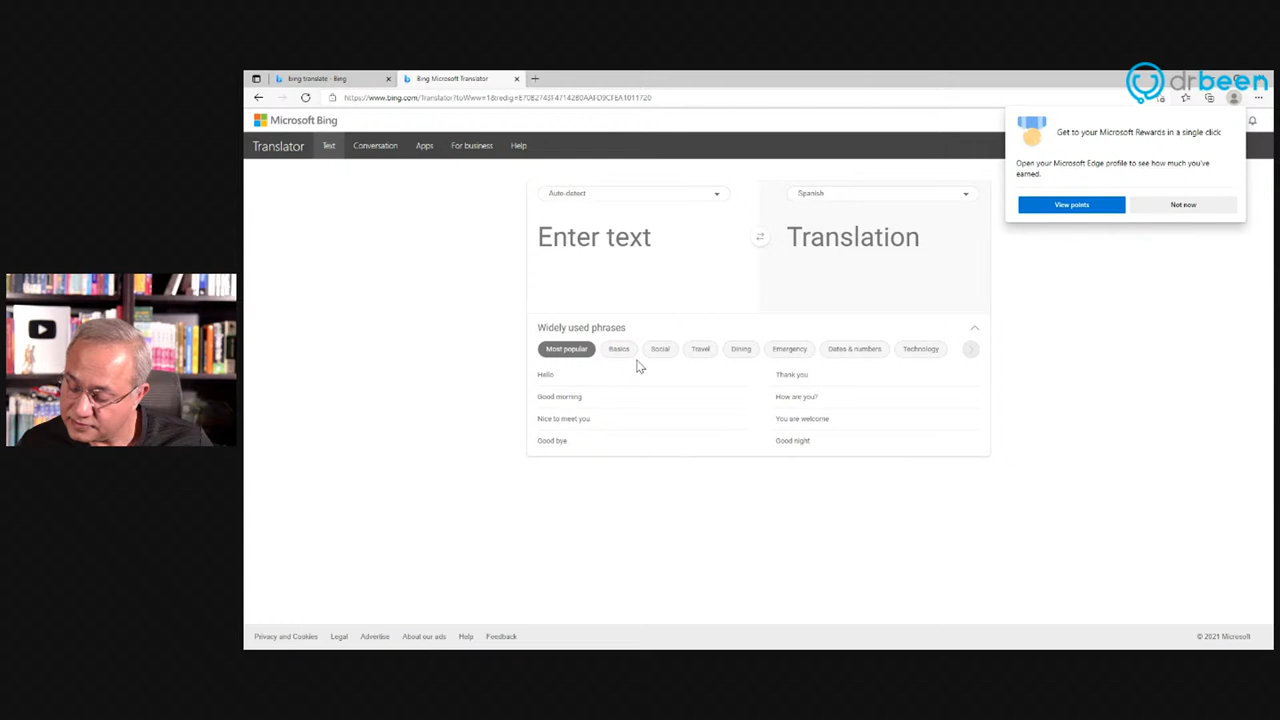 drbeen
bing translate - Bing
Bing Microsoft Translator
Microsoft Bing
Translator Text Conversation Apps For business Help
Get to your Microsoft Rewards in a single click
Open your Microsoft Edge profile to see how much you've
earned.
View points Not now
Auto-detect Spanish
Enter text Translation
Widely used phrases
Most popular Basics Social Travel Dining Emergency Dates & numbers Technology
Hello Thank you
Good morning How are you?
Nice to meet you You are welcome
Good bye Good night
Privacy and Cookies Legal Advertise About our ads Help Feedback © 2021 Microsoft